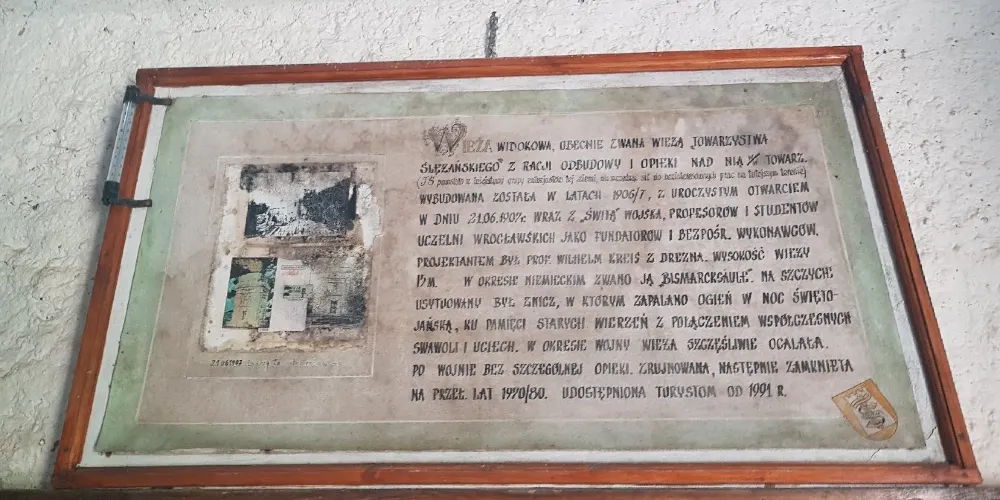 WIEŻA WIDOKOWA, OBECNIE ZWANA WIEŻĄ „TOWARZYSTWA
ŚLĘŻAŃSKIEGO” Z RACJI ODBUDOWY I OPIEKI NAD NIĄ W/W TOWARZ.
WYBUDOWANA ZOSTAŁA W LATACH 1906/7, Z UROCZYSTYM OTWARCIEM
W DNIU 21.06.1907r. WRAZ Z „ŚWITĄ” WOJSKA, PROFESORÓW I STUDENTÓW
UCZELNI WROCŁAWSKICH JAKO FUNDATORÓW I BEZPOŚR. WYKONAWCÓW.
PROJEKTANTEM BYŁ PROF. WILHELM KREIS Z DREZNA. WYSOKOŚĆ WIEŻY
15 M. W OKRESIE NIEMIECKIM ZWANO JĄ „BISMARCKSÄULE”. NA SZCZYCIE
USYTUOWANY BYŁ ZNICZ, W KTÓRYM ZAPALANO OGIEŃ W NOC ŚWIĘTO-
JAŃSKĄ, KU PAMIĘCI STARYCH WIERZEŃ Z POŁĄCZENIEM WSPÓŁCZESNYCH
SWAWOLI I UCIECH. W OKRESIE WOJNY WIEŻA SZCZĘŚLIWIE OCALAŁA.
PO WOJNIE BEZ SZCZEGÓLNEJ OPIEKI. ZRUJNOWANA, NASTĘPNIE ZAMKNIĘTA
NA PRZEŁ. LAT 1970/80. UDOSTĘPNIONA TURYSTOM OD 1991 R.
21.06.1907